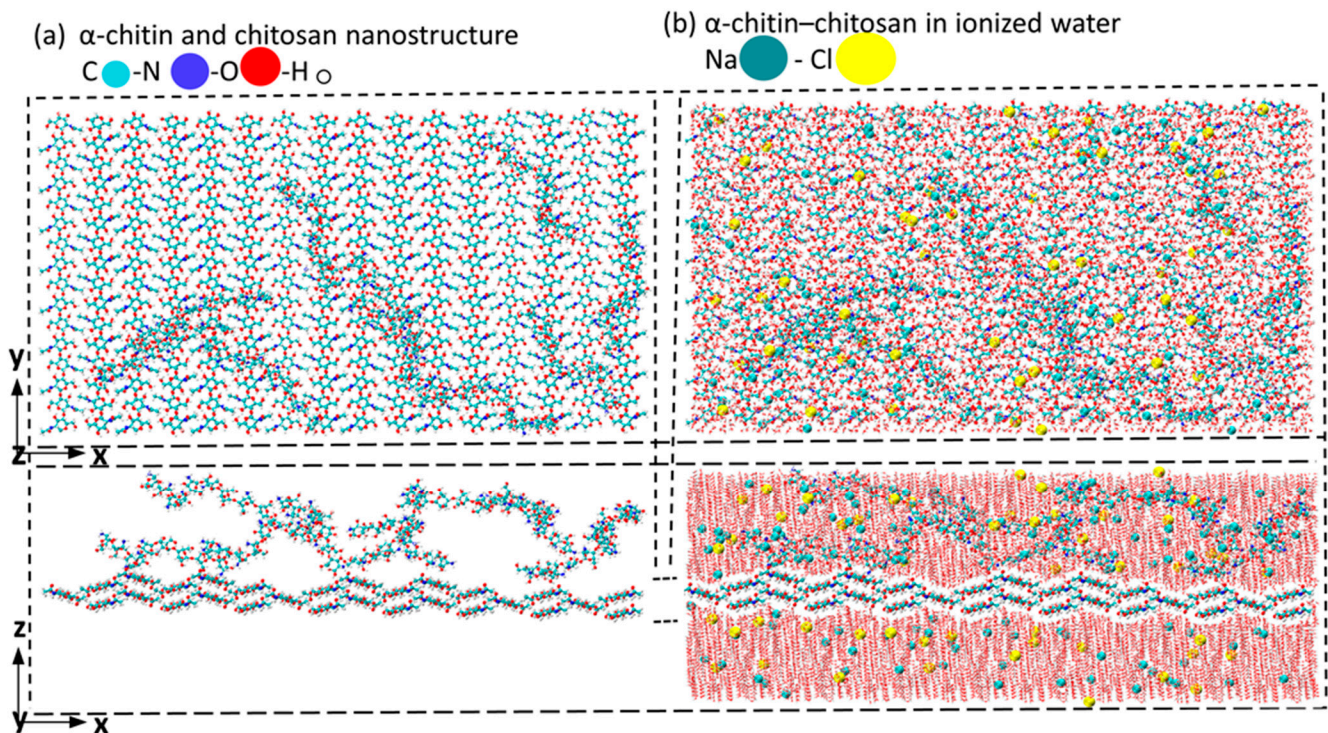 (a) α-chitin and chitosan nanostructure
C -N -O -H
(b) α-chitin–chitosan in ionized water
Na - Cl
y
z x
z
y x